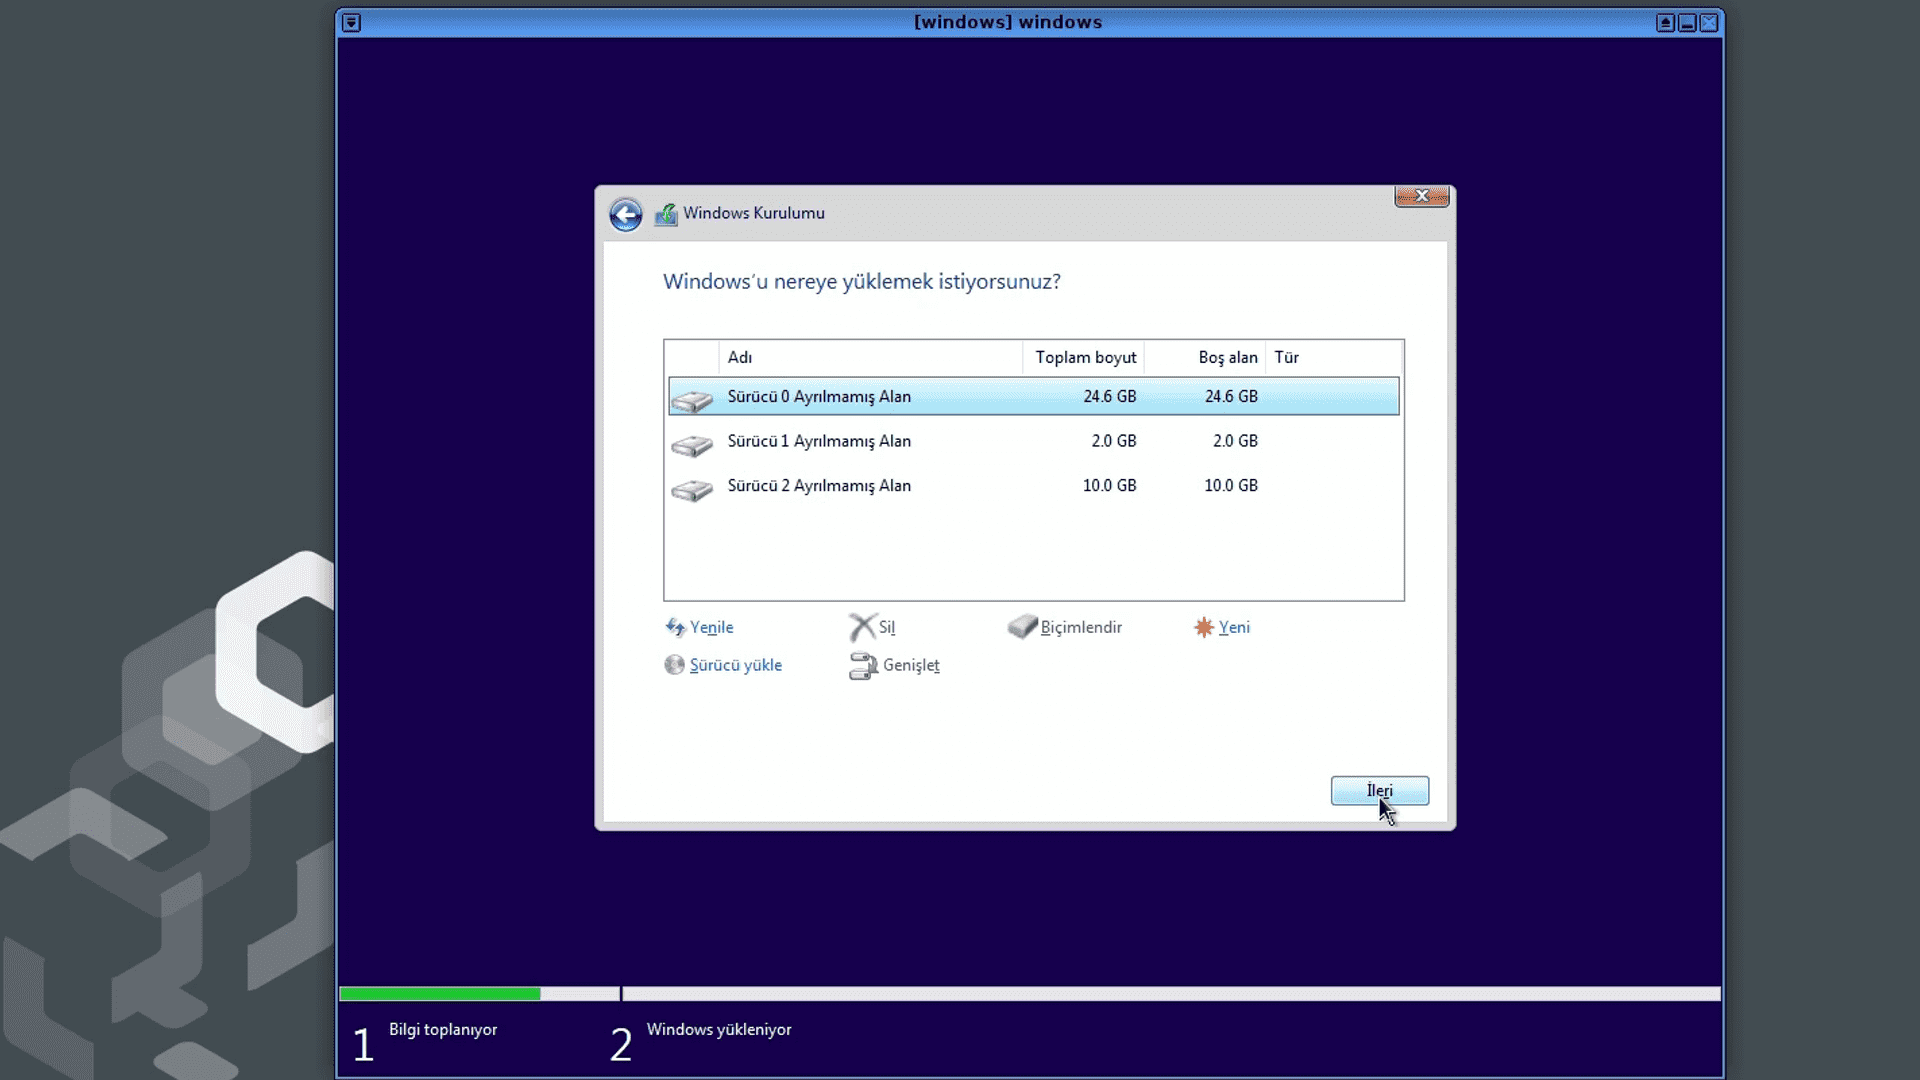 [windows] windows
Windows Kurulumu
Windows'u nereye yüklemek istiyorsunuz?
Adı Toplam boyut Boş alan Tür
Sürücü 0 Ayrılmamış Alan 24.6 GB 24.6 GB
Sürücü 1 Ayrılmamış Alan 2.0 GB 2.0 GB
Sürücü 2 Ayrılmamış Alan 10.0 GB 10.0 GB
Yenile Sil Biçimlendir Yeni
Sürücü yükle Genişlet
İleri
1 Bilgi toplanıyor 2 Windows yükleniyor